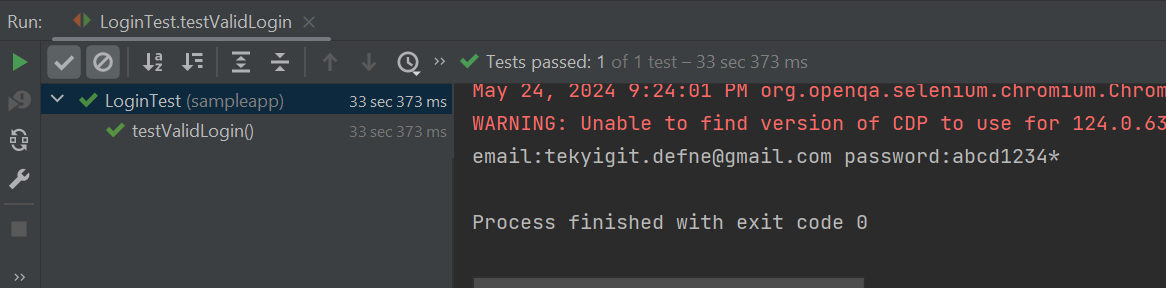 Run: LoginTest.testValidLogin
Tests passed: 1 of 1 test – 33 sec 373 ms
LoginTest (sampleapp) 33 sec 373 ms
testValidLogin() 33 sec 373 ms
May 24, 2024 9:24:01 PM org.openqa.selenium.chromium.Chrom
WARNING: Unable to find version of CDP to use for 124.0.63
email:tekyigit.defne@gmail.com password:abcd1234*
Process finished with exit code 0